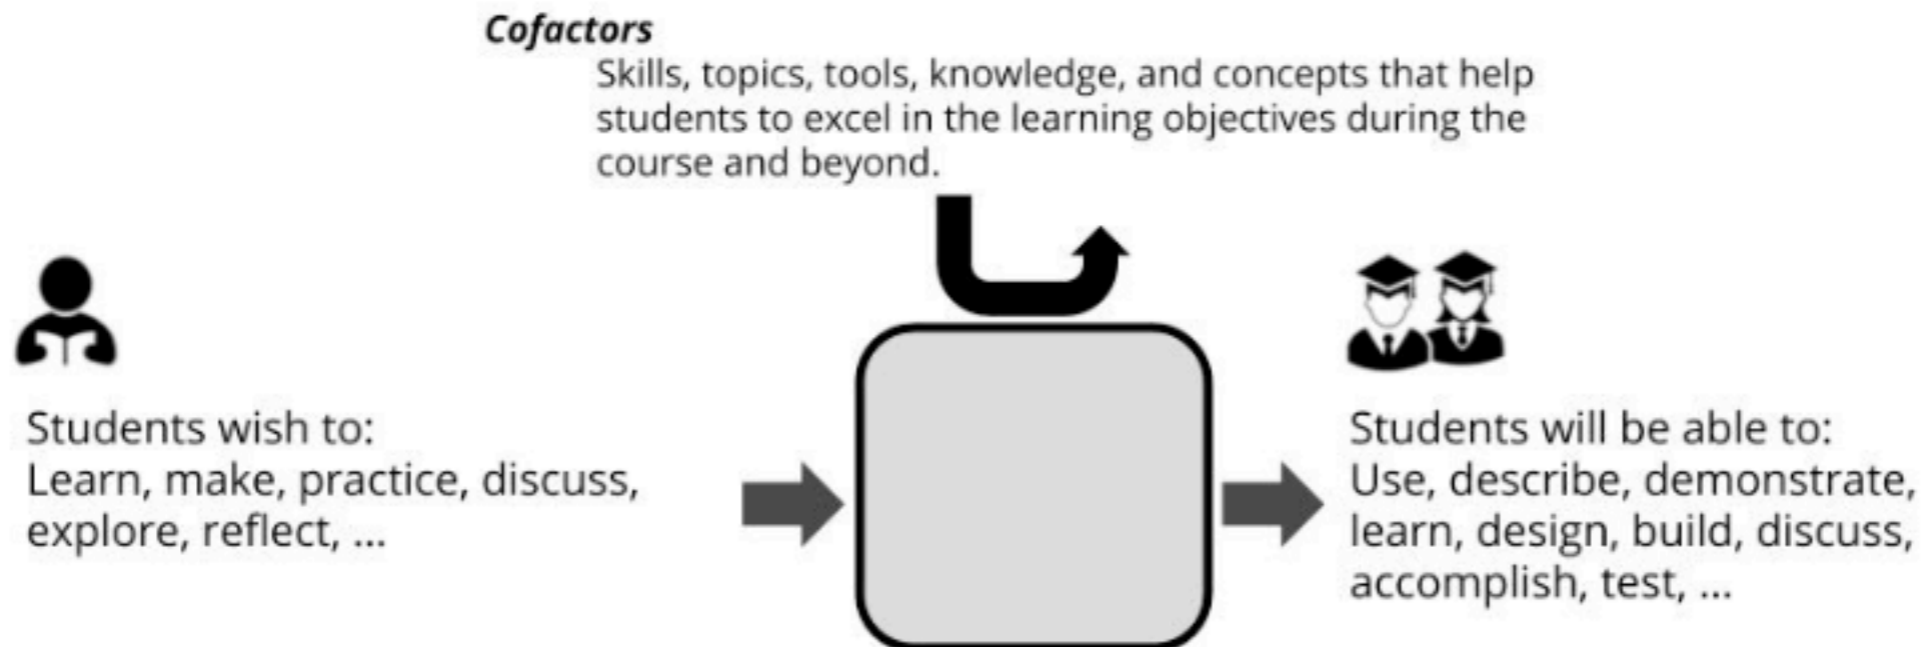 Cofactors
Skills, topics, tools, knowledge, and concepts that help
students to excel in the learning objectives during the
course and beyond.
Students wish to:
Learn, make, practice, discuss,
explore, reflect, ...
Students will be able to:
Use, describe, demonstrate,
learn, design, build, discuss,
accomplish, test, ...